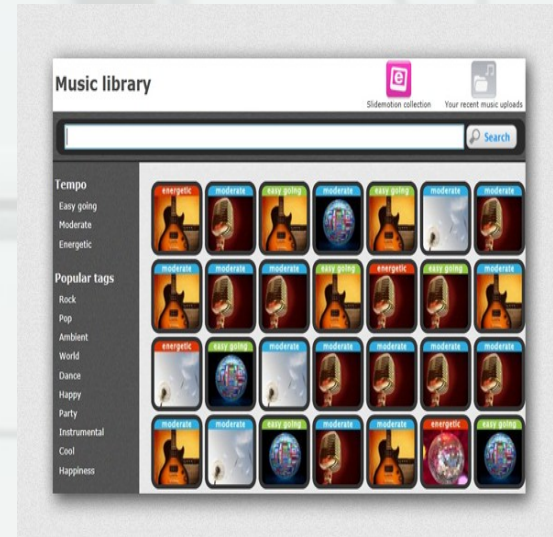 Music library
Slidemotion collection
Your recent music uploads
Search
Tempo
Easy going
Moderate
Energetic
Popular tags
Rock
Pop
Ambient
World
Dance
Happy
Party
Instrumental
Cool
Happiness
energetic moderate easy going moderate easy going moderate moderate
moderate moderate moderate easy going energetic easy going moderate
energetic easy going moderate moderate moderate moderate moderate
moderate moderate easy going moderate moderate energetic easy going